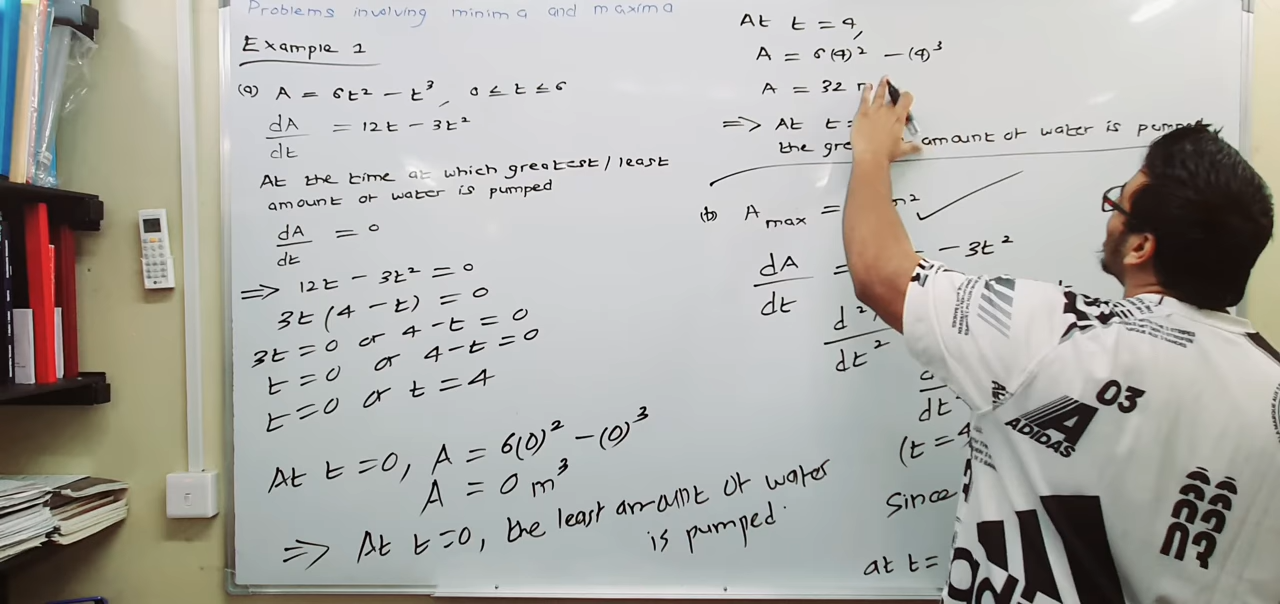 Problems involving minima and maxima
Example 1
(a) A = 6t² - t³, 0 ≤ t ≤ 6
dA/dt = 12t - 3t²
At the time at which greatest/least
amount of water is pumped
dA/dt = 0
=> 12t - 3t² = 0
3t(4 - t) = 0
3t = 0 or 4 - t = 0
t = 0 or 4 - t = 0
t = 0 or t = 4
At t = 0, A = 6(0)² - (0)³
A = 0 m³
=> At t = 0, the least amount of water
is pumped.
At t = 4,
A = 6(4)² - (4)³
A = 32
=> At t =
the amount of water is pumped
(b) A max =
dA/dt = - 3t²
dt²
dt
(t = 4
Since
at t =
03
ADIDAS